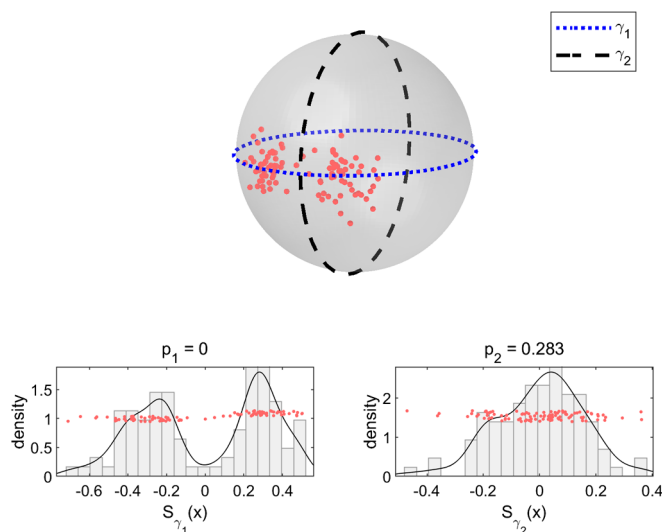 γ₁
γ₂
p₁ = 0
p₂ = 0.283
density
1.5
1
0.5
0
-0.6 -0.4 -0.2 0 0.2 0.4
S_γ₁(x)
density
2
1
0
-0.4 -0.2 0 0.2 0.4
S_γ₂(x)